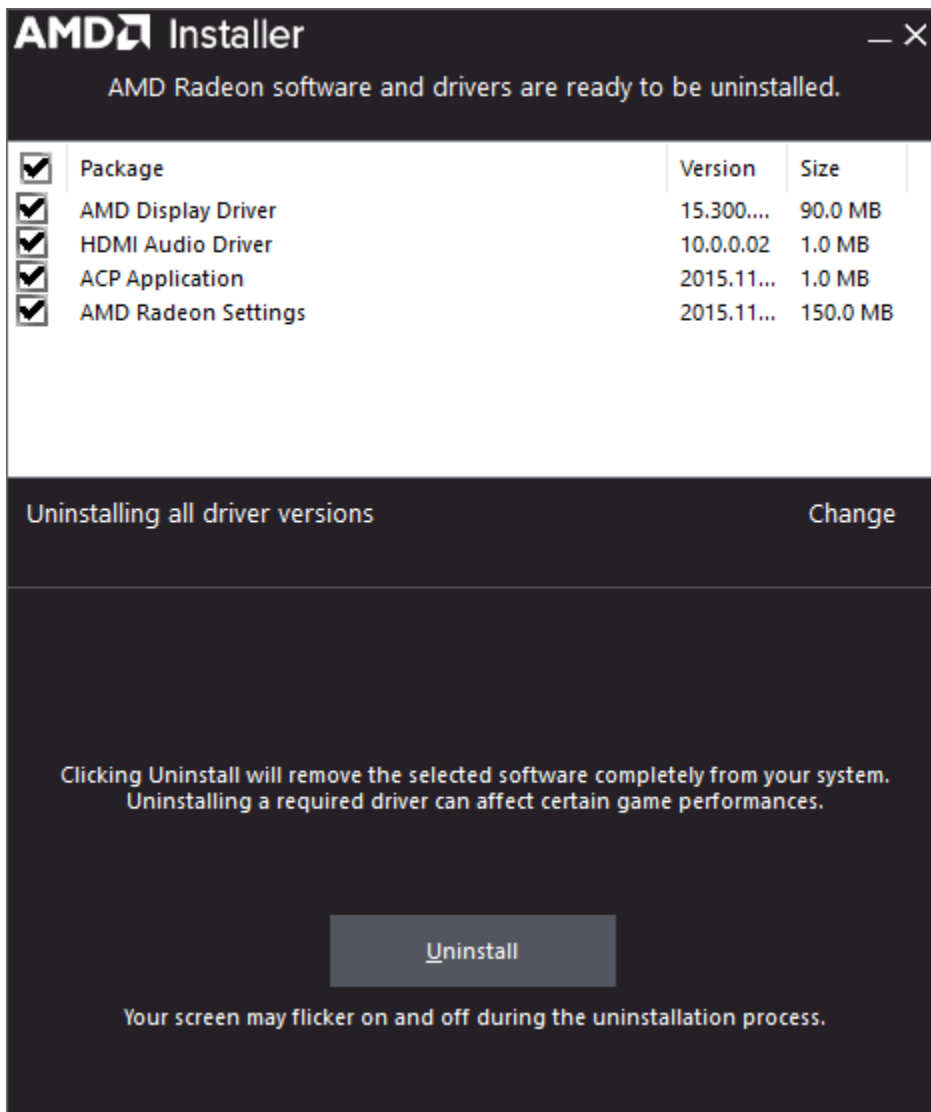 AMD Installer
AMD Radeon software and drivers are ready to be uninstalled.
Package Version Size
AMD Display Driver 15.300.... 90.0 MB
HDMI Audio Driver 10.0.0.02 1.0 MB
ACP Application 2015.11... 1.0 MB
AMD Radeon Settings 2015.11... 150.0 MB
Uninstalling all driver versions Change
Clicking Uninstall will remove the selected software completely from your system.
Uninstalling a required driver can affect certain game performances.
Uninstall
Your screen may flicker on and off during the uninstallation process.